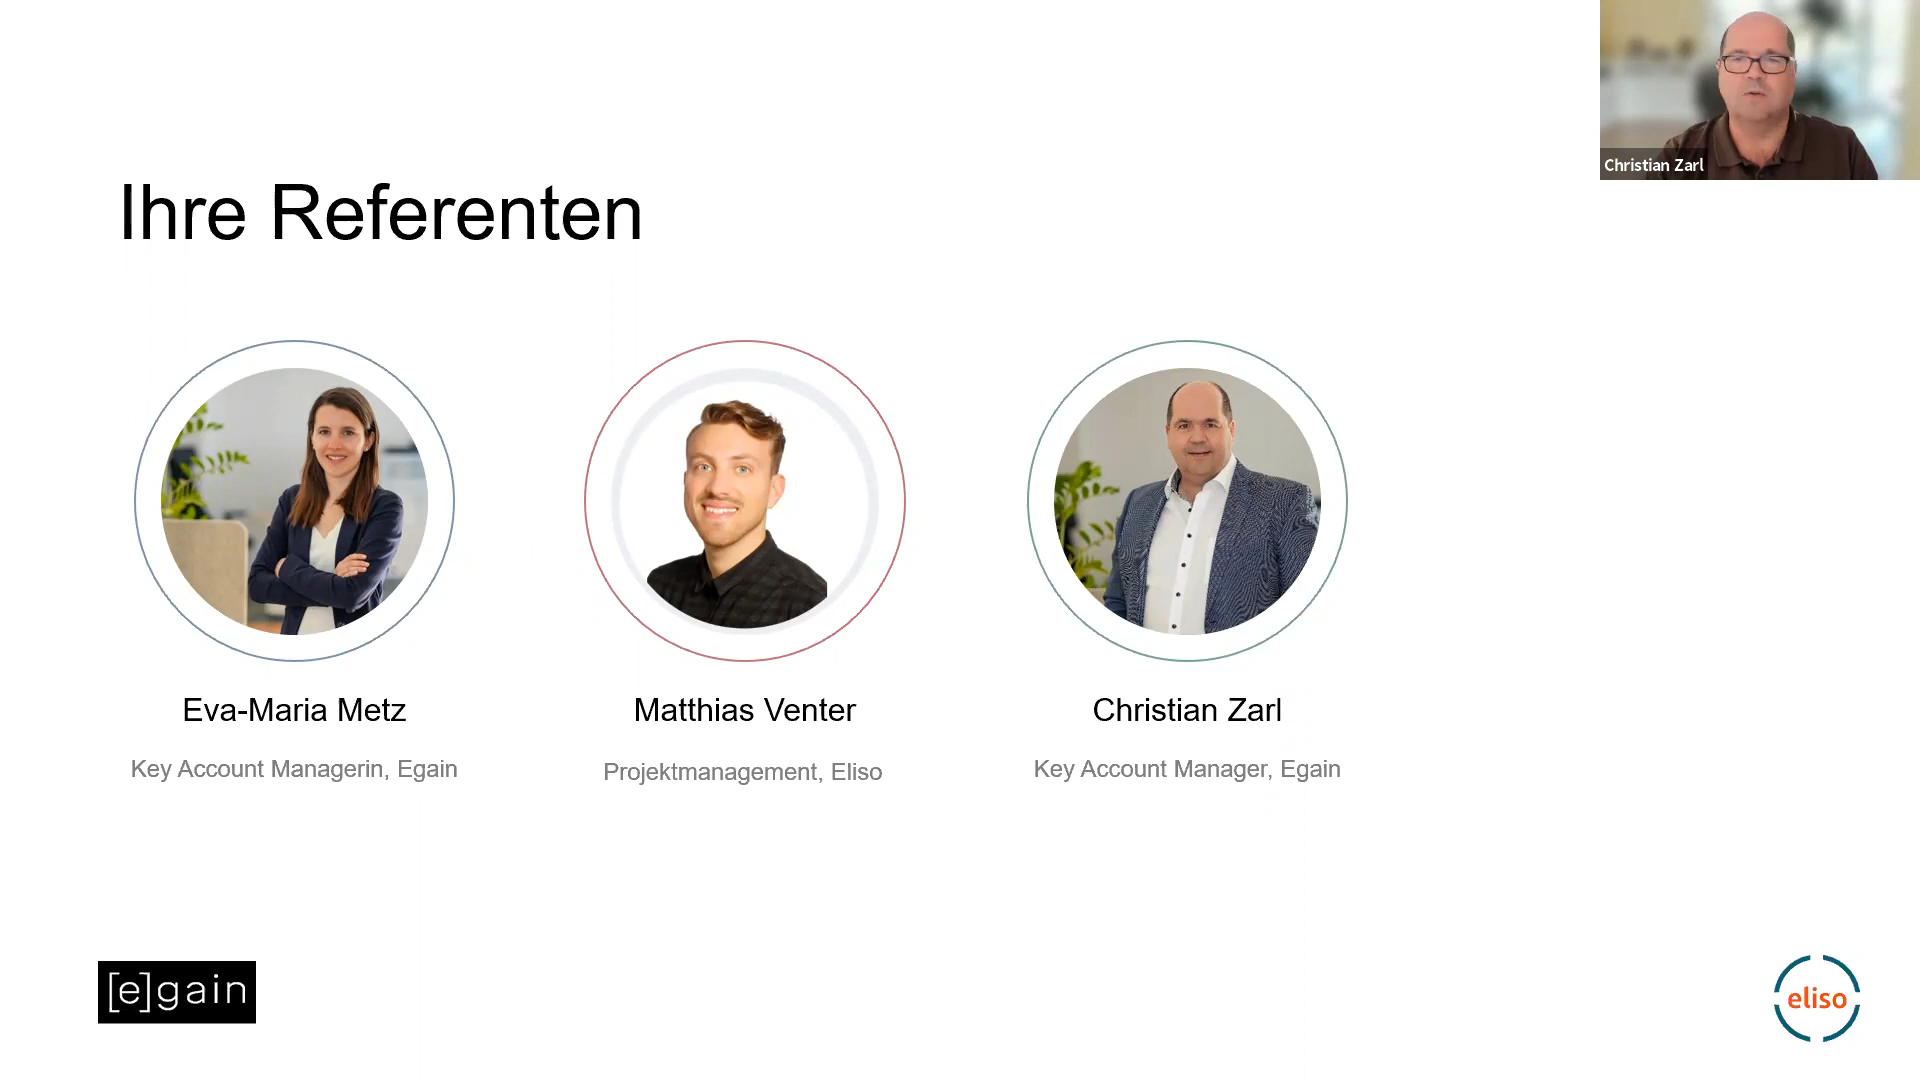 Christian Zarl
Ihre Referenten
Eva-Maria Metz
Key Account Managerin, Egain
Matthias Venter
Projektmanagement, Eliso
Christian Zarl
Key Account Manager, Egain
[e]gain
eliso